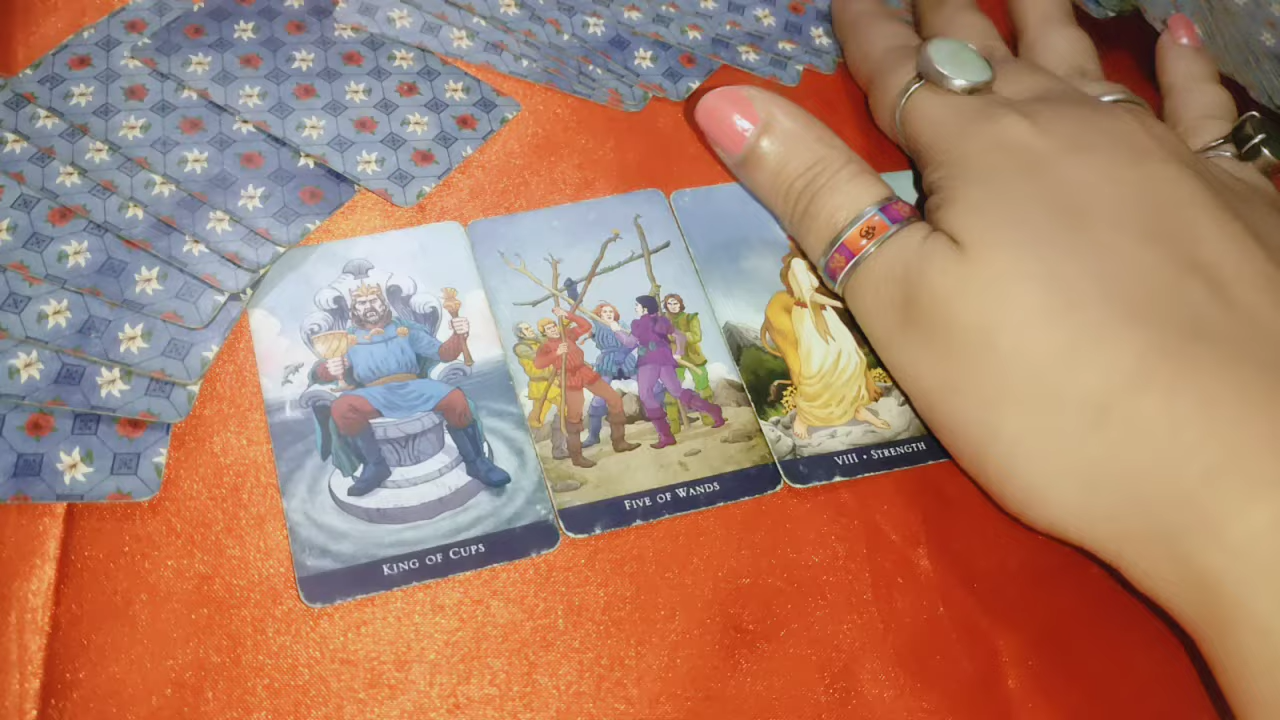 KING OF CUPS
FIVE OF WANDS
VIII • STRENGTH
ॐ